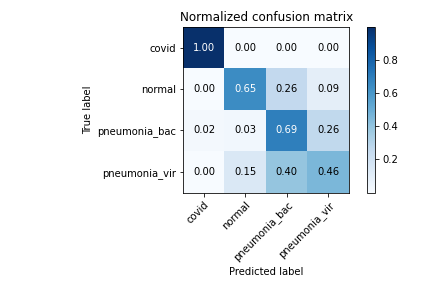 Normalized confusion matrix
True label
covid
normal
pneumonia_bac
pneumonia_vir
1.00 0.00 0.00 0.00
0.00 0.65 0.26 0.09
0.02 0.03 0.69 0.26
0.00 0.15 0.40 0.46
covid
normal
pneumonia_bac
pneumonia_vir
Predicted label
0.8
0.6
0.4
0.2